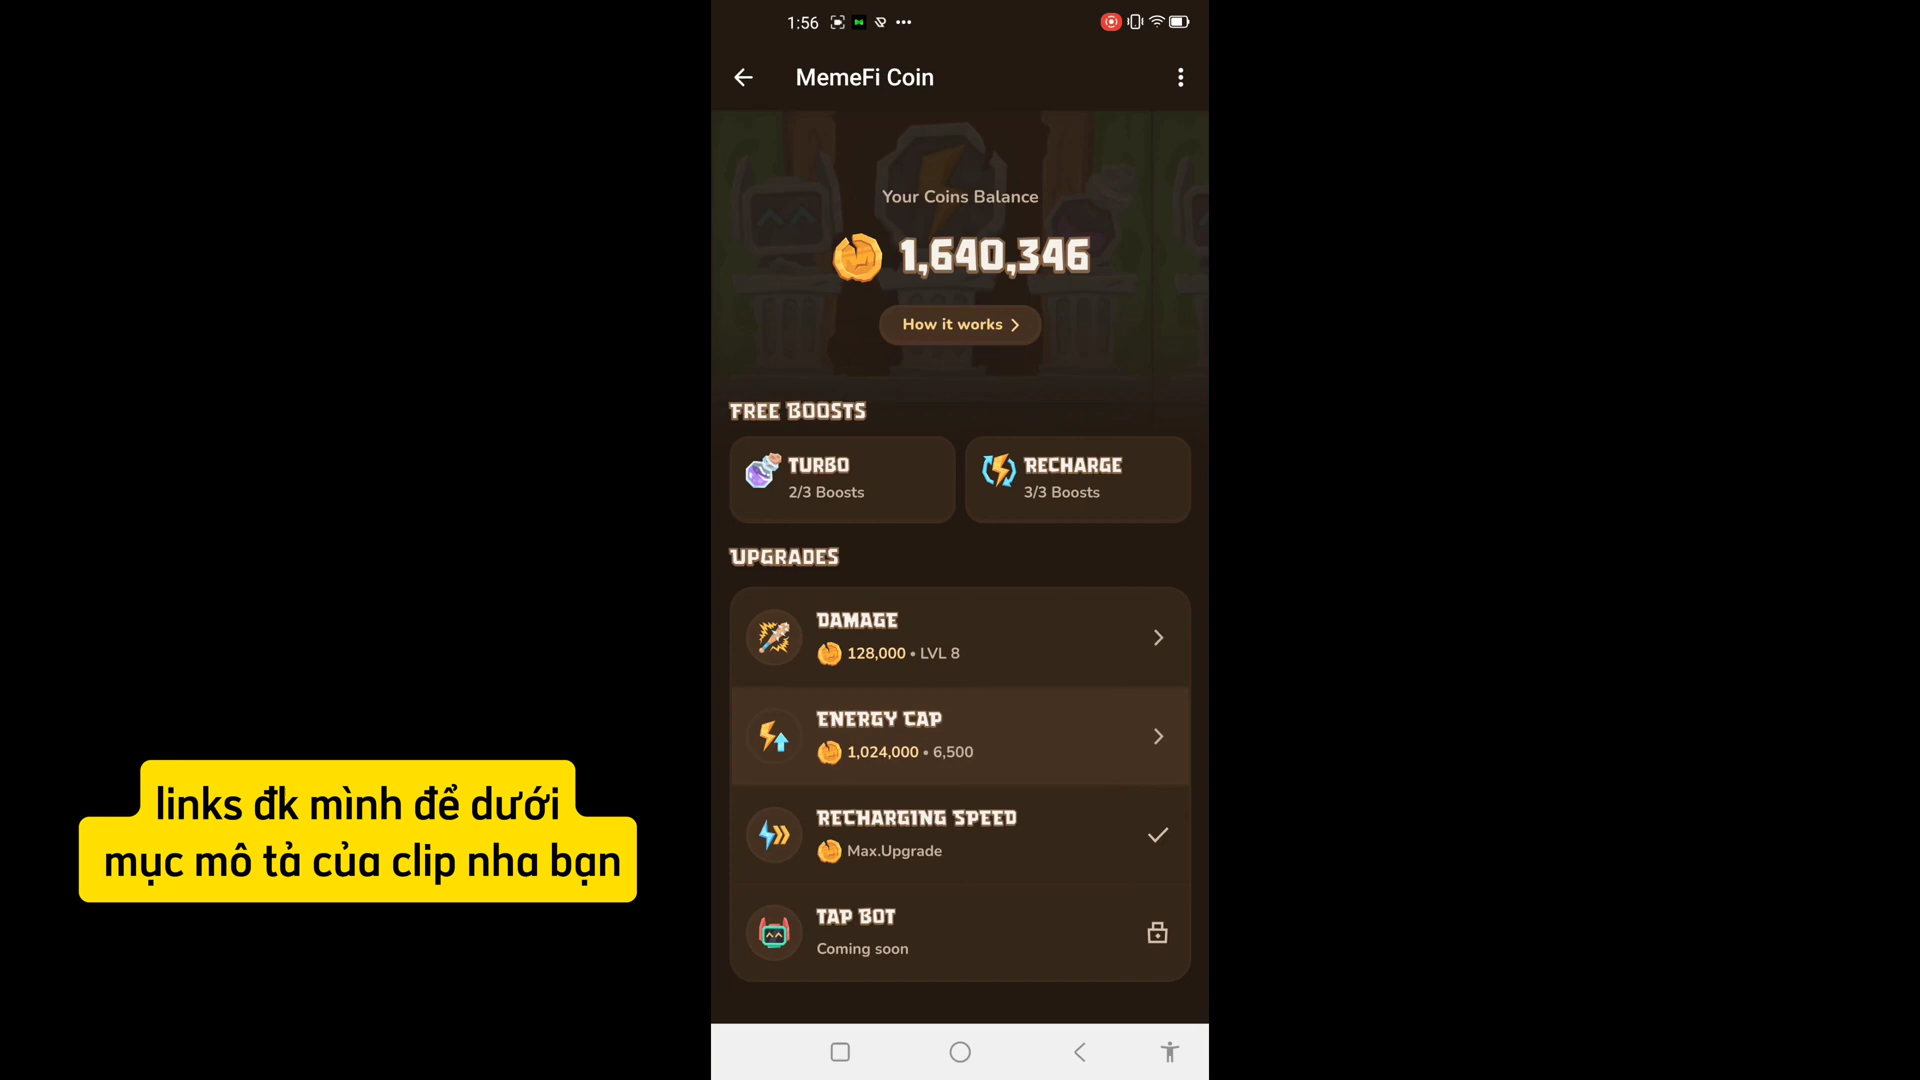 1:56
MemeFi Coin
Your Coins Balance
1,640,346
How it works
FREE BOOSTS
TURBO
2/3 Boosts
RECHARGE
3/3 Boosts
UPGRADES
DAMAGE
128,000 • LVL 8
ENERGY CAP
1,024,000 • 6,500
RECHARGING SPEED
Max.Upgrade
TAP BOT
Coming soon
links đk mình để dưới
mục mô tả của clip nha bạn